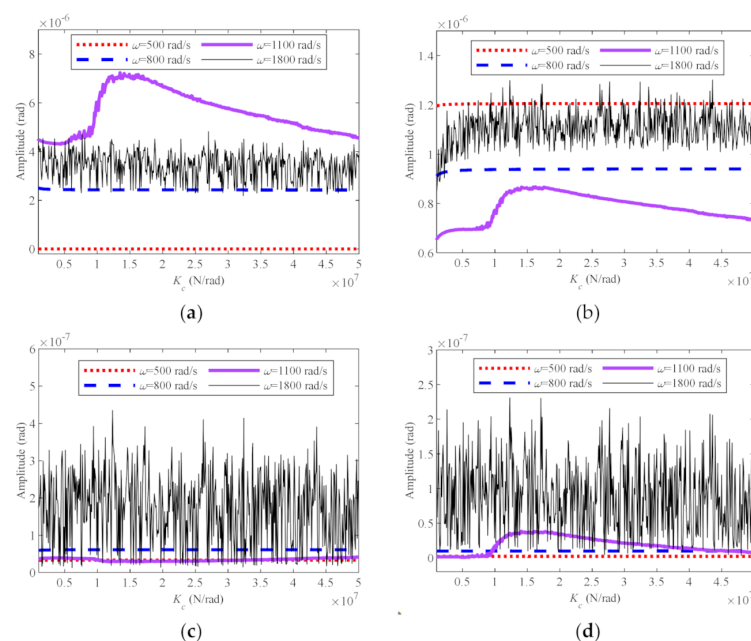 ×10⁻⁶
ω=500 rad/s ω=1100 rad/s
ω=800 rad/s ω=1800 rad/s
Amplitude (rad)
8
6
4
2
0
0.5 1 1.5 2 2.5 3 3.5 4 4.5 5
K_c (N/rad) ×10⁷
(a)
×10⁻⁶
ω=500 rad/s ω=1100 rad/s
ω=800 rad/s ω=1800 rad/s
Amplitude (rad)
1.4
1.2
1
0.8
0.6
0.5 1 1.5 2 2.5 3 3.5 4 4.5 5
K_c (N/rad) ×10⁷
(b)
×10⁻⁷
ω=500 rad/s ω=1100 rad/s
ω=800 rad/s ω=1800 rad/s
Amplitude (rad)
6
5
4
3
2
1
0
0.5 1 1.5 2 2.5 3 3.5 4 4.5 5
K_c (N/rad) ×10⁷
(c)
×10⁻⁷
ω=500 rad/s ω=1100 rad/s
ω=800 rad/s ω=1800 rad/s
Amplitude (rad)
3
2.5
2
1.5
1
0.5
0
0.5 1 1.5 2 2.5 3 3.5 4 4.5 5
K_c (N/rad) ×10⁷
(d)